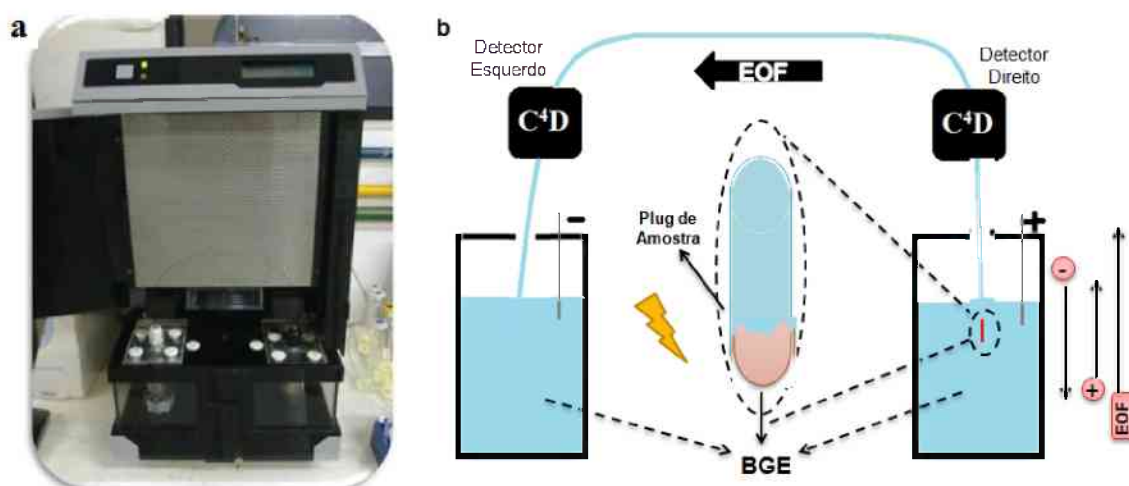 a
b
Detector
Esquerdo
EOF
Detector
Direito
C⁴D
C⁴D
Plug de
Amostra
-
+
-
+
EOF
BGE